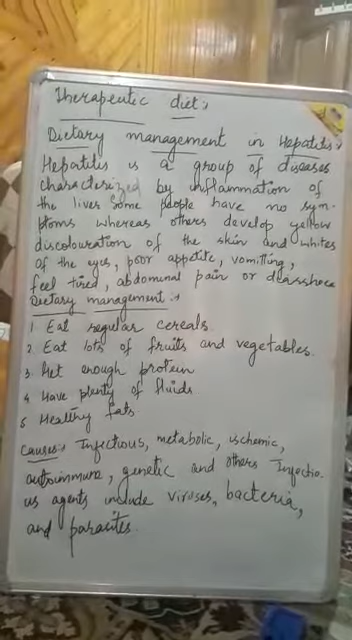 Therapeutic diet:
Dietary management in Hepatitis:
Hepatitis is a group of diseases
characterized by inflammation of
the liver some people have no sym-
ptoms whereas others develop yellow
discolouration of the skin and whites
of the eyes, poor appetite, vomitting,
feel tired, abdominal pain or diarrhoea
Dietary management:
1 Eat regular cereals.
2. Eat lots of fruits and vegetables.
3. Het enough protein
4 Have plenty of fluids
5 Healthy fats.
Causes: Infectious, metabolic, ischemic,
autoimmune, genetic and others Infectio-
us agents include viruses, bacteria,
and parasites.